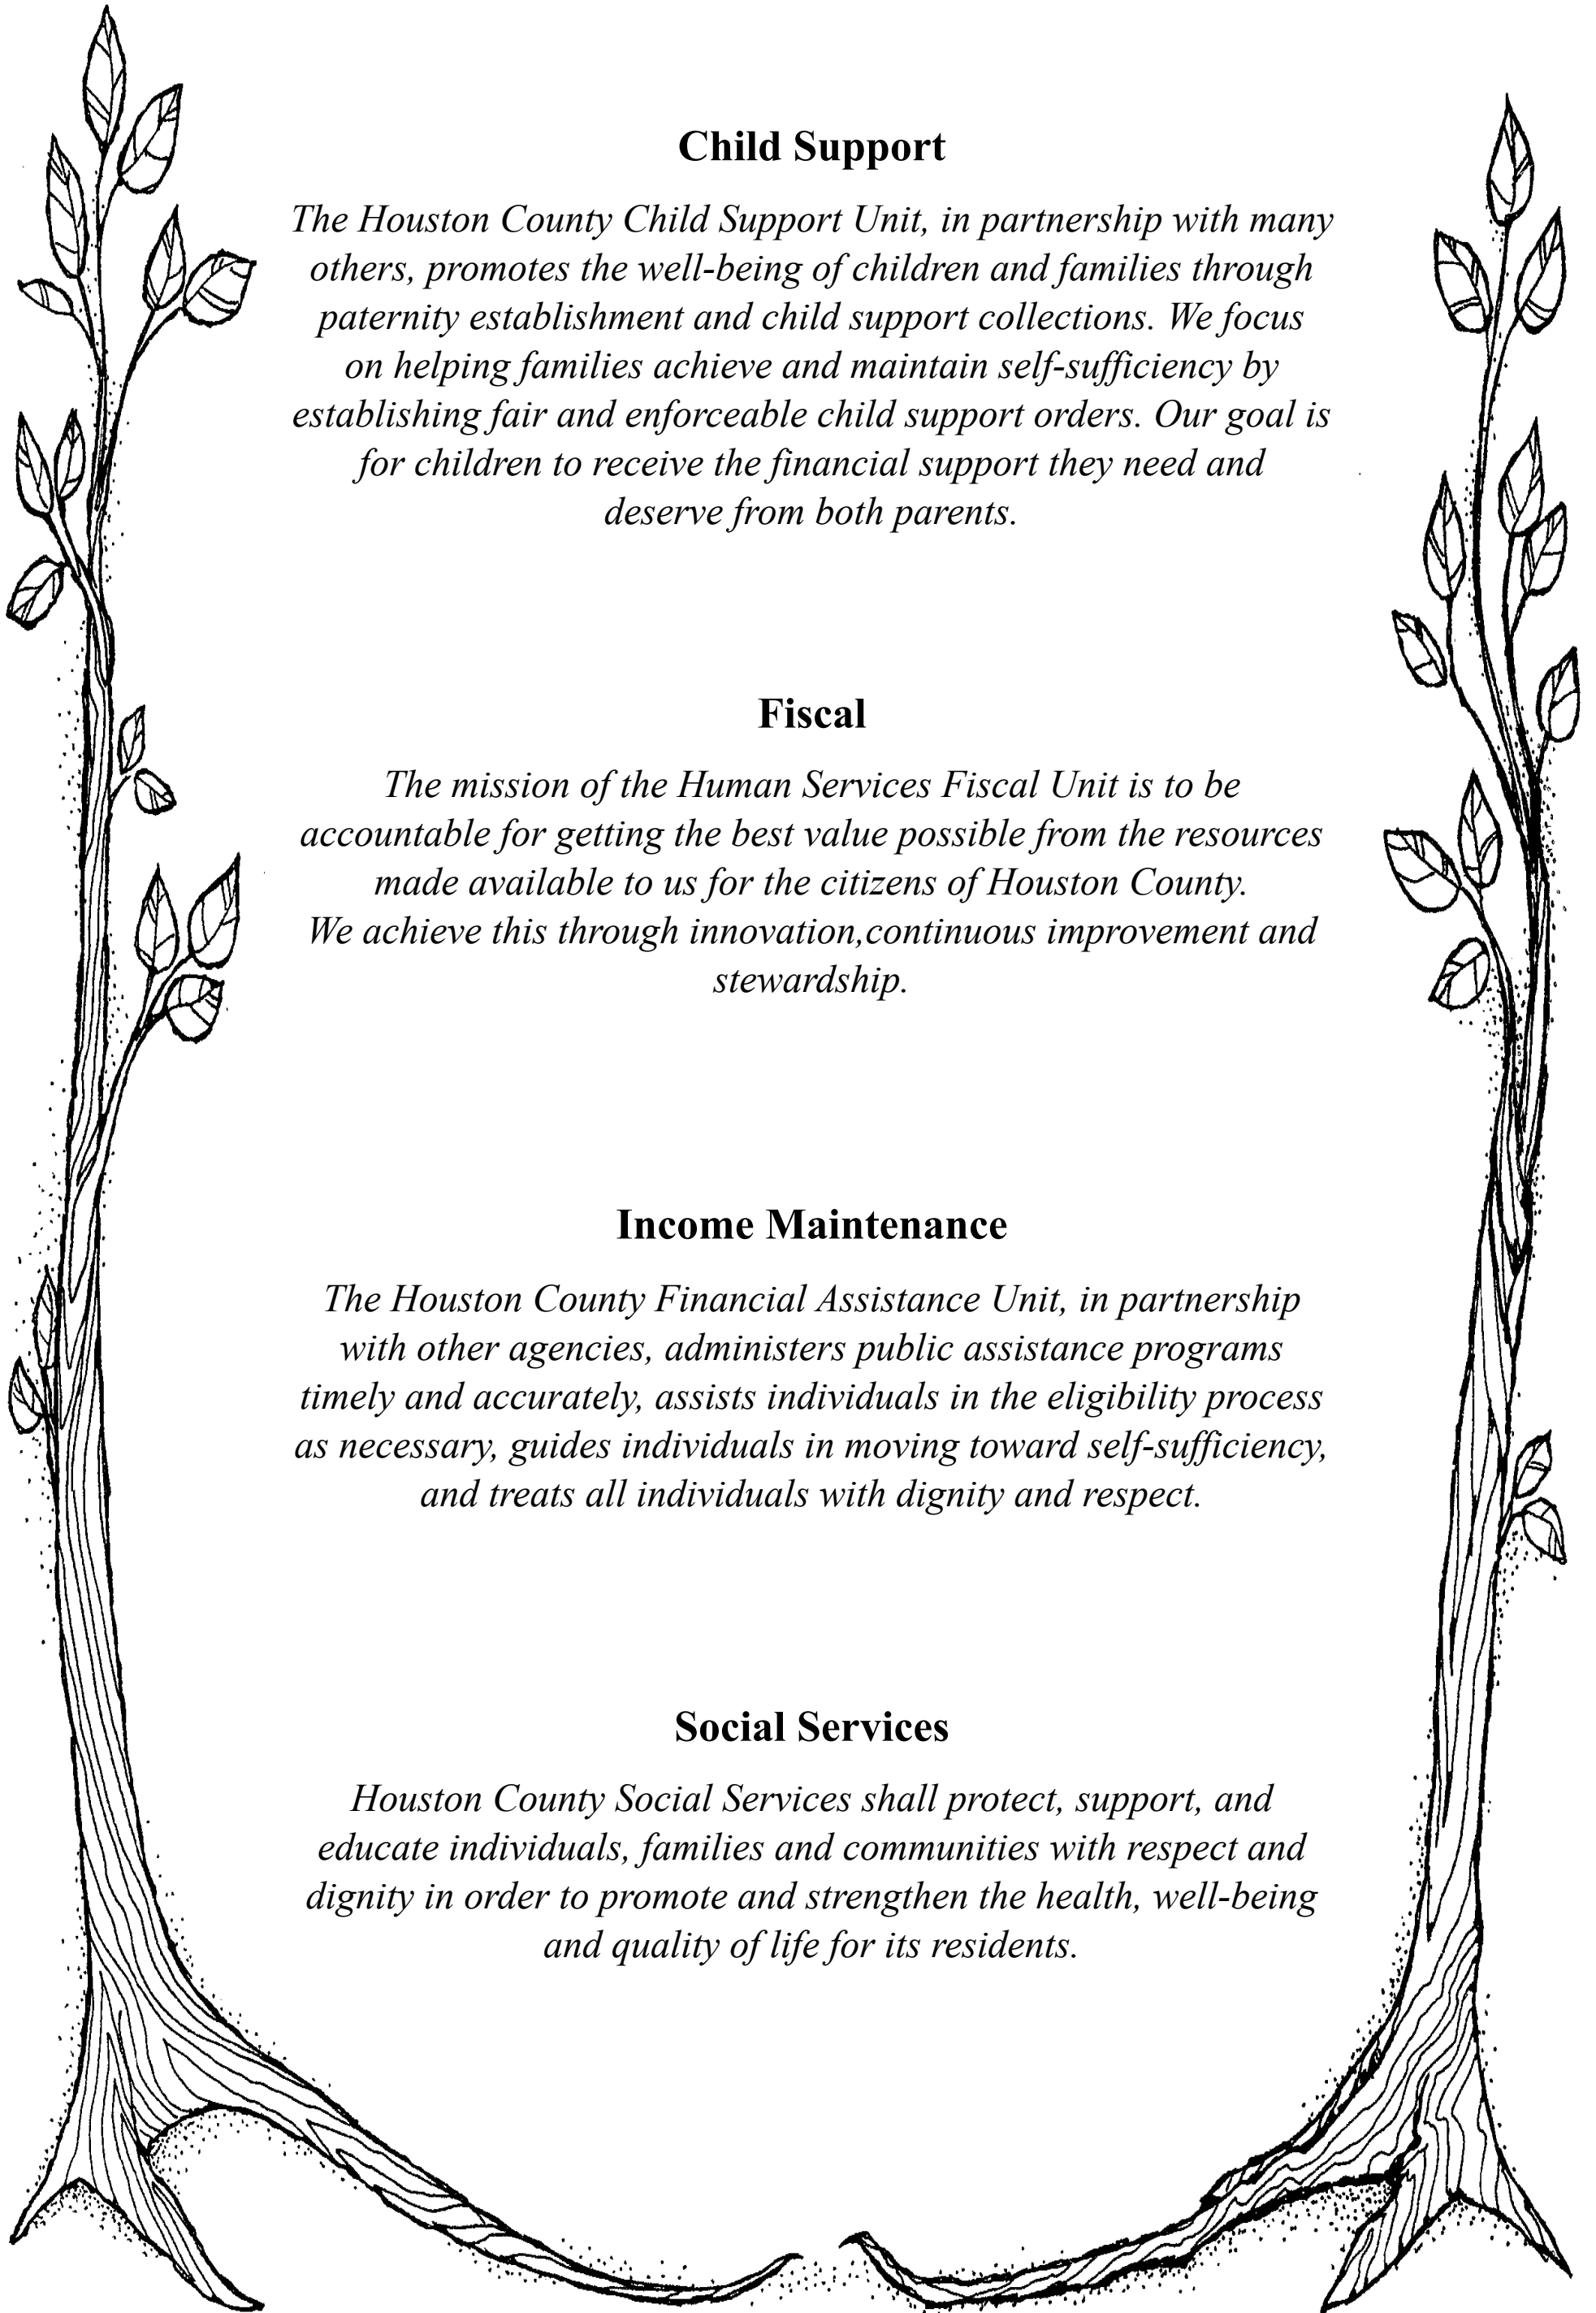 Child Support
The Houston County Child Support Unit, in partnership with many
others, promotes the well-being of children and families through
paternity establishment and child support collections. We focus
on helping families achieve and maintain self-sufficiency by
establishing fair and enforceable child support orders. Our goal is
for children to receive the financial support they need and
deserve from both parents.
Fiscal
The mission of the Human Services Fiscal Unit is to be
accountable for getting the best value possible from the resources
made available to us for the citizens of Houston County.
We achieve this through innovation,continuous improvement and
stewardship.
Income Maintenance
The Houston County Financial Assistance Unit, in partnership
with other agencies, administers public assistance programs
timely and accurately, assists individuals in the eligibility process
as necessary, guides individuals in moving toward self-sufficiency,
and treats all individuals with dignity and respect.
Social Services
Houston County Social Services shall protect, support, and
educate individuals, families and communities with respect and
dignity in order to promote and strengthen the health, well-being
and quality of life for its residents.